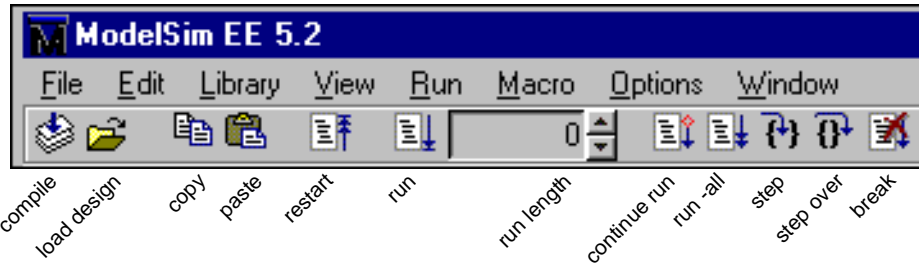 ModelSim EE 5.2
File Edit Library View Run Macro Options Window
0
compile load design copy paste restart run run length continue run run -all step step over break